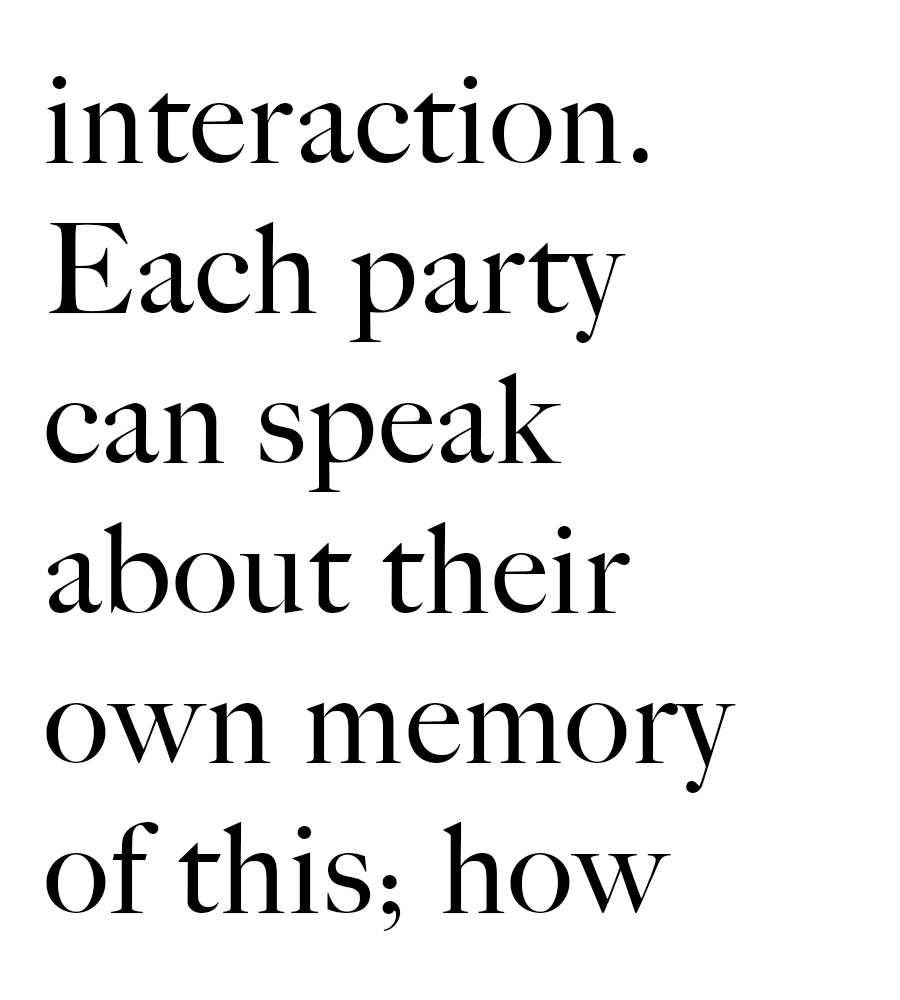 interaction.
Each party
can speak
about their
own memory
of this; how